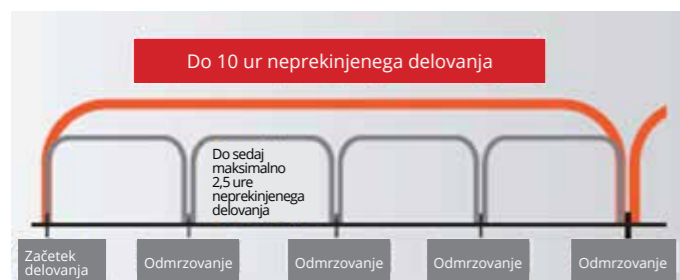 Do 10 ur neprekinjenega delovanja
Do sedaj
maksimalno
2,5 ure
neprekinjenega
delovanja
Začetek
delovanja
Odmrzovanje
Odmrzovanje
Odmrzovanje
Odmrzovanje